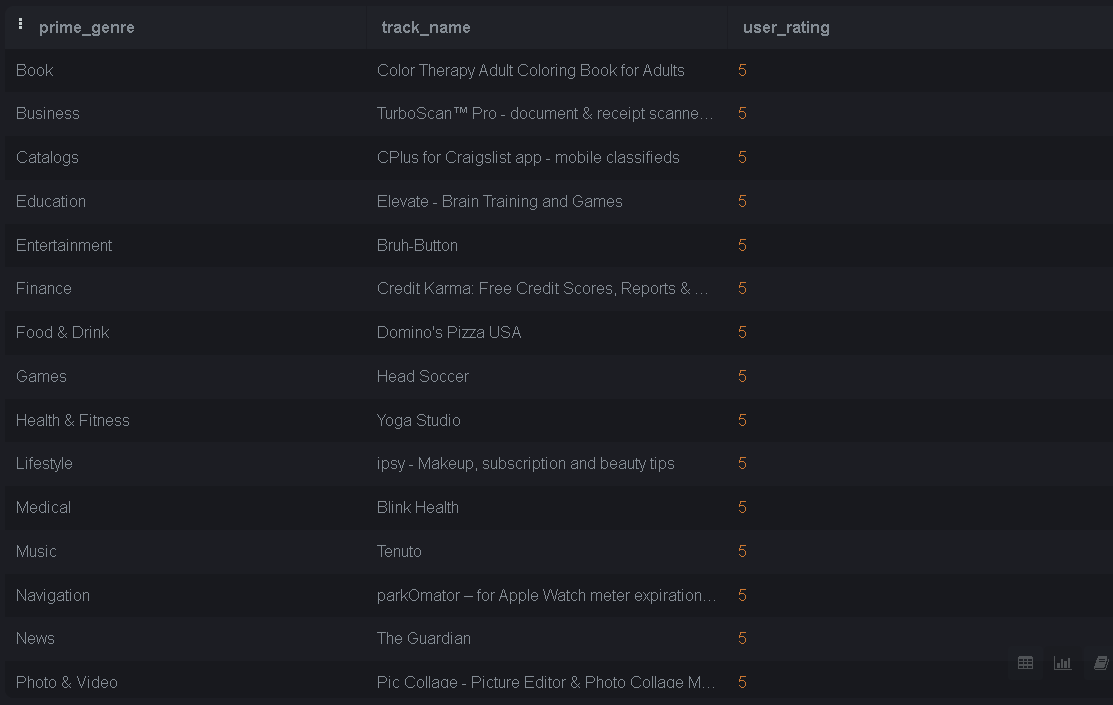 prime_genre track_name user_rating
Book Color Therapy Adult Coloring Book for Adults 5
Business TurboScan™ Pro - document & receipt scanne... 5
Catalogs CPlus for Craigslist app - mobile classifieds 5
Education Elevate - Brain Training and Games 5
Entertainment Bruh-Button 5
Finance Credit Karma: Free Credit Scores, Reports & ... 5
Food & Drink Domino's Pizza USA 5
Games Head Soccer 5
Health & Fitness Yoga Studio 5
Lifestyle ipsy - Makeup, subscription and beauty tips 5
Medical Blink Health 5
Music Tenuto 5
Navigation parkOmator – for Apple Watch meter expiration... 5
News The Guardian 5
Photo & Video Pic Collage - Picture Editor & Photo Collage M... 5